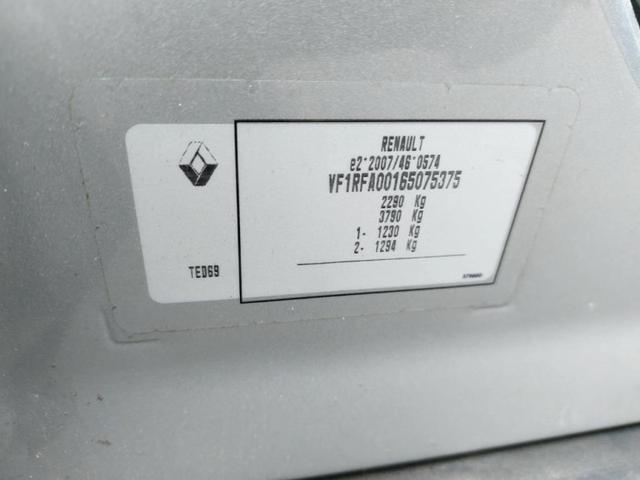 RENAULT
e2*2007/46*0574
VF1RFA00165075375
2290 Kg
3790 Kg
1- 1230 Kg
2- 1294 Kg
TED69